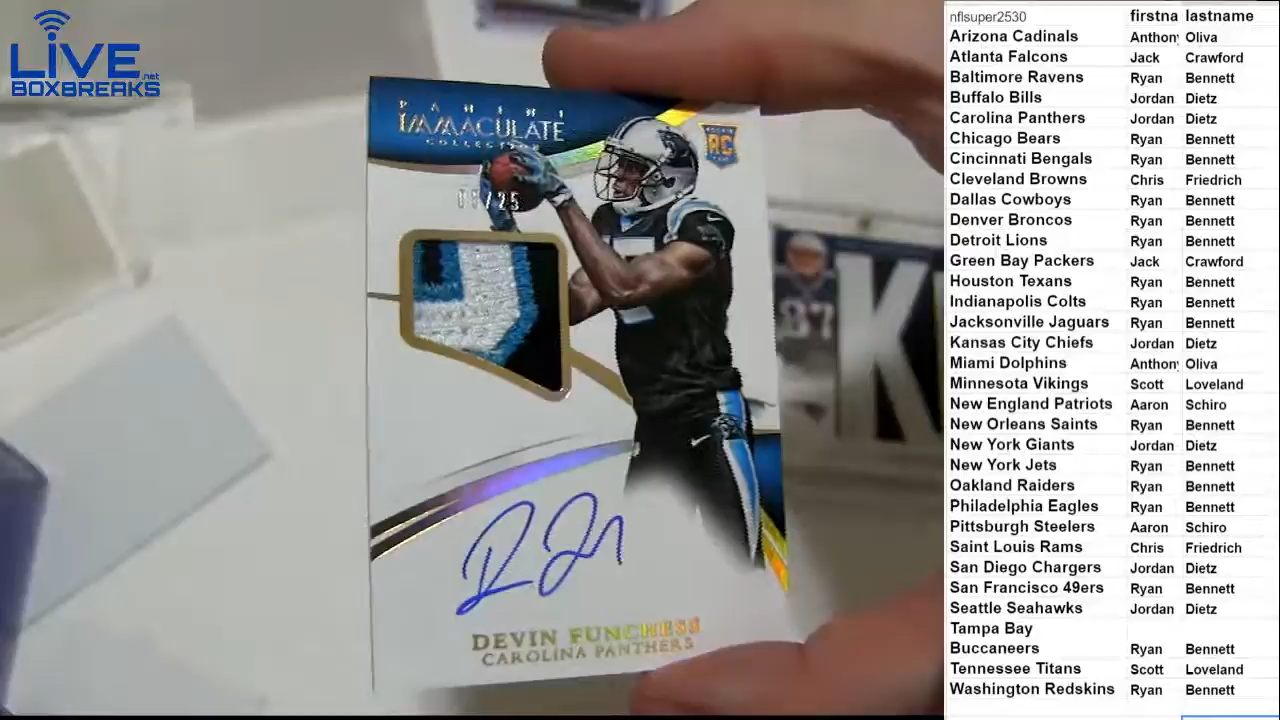 LIVE
.net
BOXBREAKS
PANINI
IMMACULATE
COLLECTION
ROOKIE
RC
/25
87
K
DEVIN FUNCHESS
CAROLINA PANTHERS
nflsuper2530 firstna lastname
Arizona Cadinals Anthony Oliva
Atlanta Falcons Jack Crawford
Baltimore Ravens Ryan Bennett
Buffalo Bills Jordan Dietz
Carolina Panthers Jordan Dietz
Chicago Bears Ryan Bennett
Cincinnati Bengals Ryan Bennett
Cleveland Browns Chris Friedrich
Dallas Cowboys Ryan Bennett
Denver Broncos Ryan Bennett
Detroit Lions Ryan Bennett
Green Bay Packers Jack Crawford
Houston Texans Ryan Bennett
Indianapolis Colts Ryan Bennett
Jacksonville Jaguars Ryan Bennett
Kansas City Chiefs Jordan Dietz
Miami Dolphins Anthony Oliva
Minnesota Vikings Scott Loveland
New England Patriots Aaron Schiro
New Orleans Saints Ryan Bennett
New York Giants Jordan Dietz
New York Jets Ryan Bennett
Oakland Raiders Ryan Bennett
Philadelphia Eagles Ryan Bennett
Pittsburgh Steelers Aaron Schiro
Saint Louis Rams Chris Friedrich
San Diego Chargers Jordan Dietz
San Francisco 49ers Ryan Bennett
Seattle Seahawks Jordan Dietz
Tampa Bay
Buccaneers Ryan Bennett
Tennessee Titans Scott Loveland
Washington Redskins Ryan Bennett